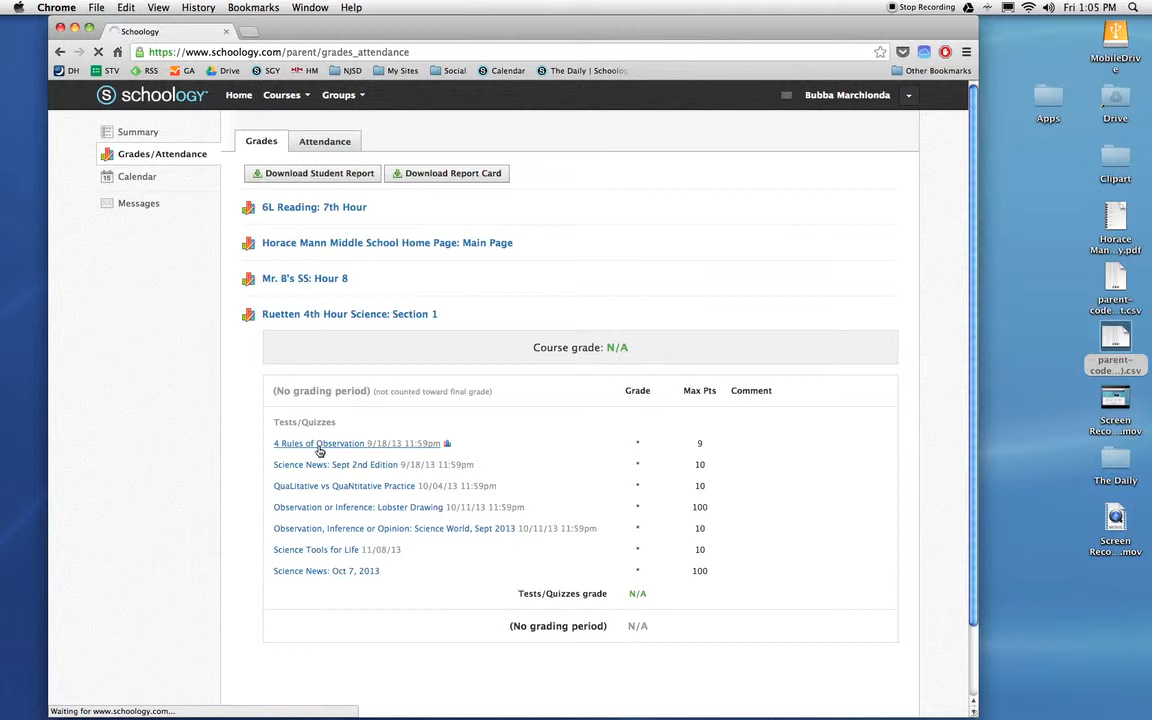 Chrome File Edit View History Bookmarks Window Help Stop Recording Fri 1:05 PM
Schoology
https://www.schoology.com/parent/grades_attendance
DH STV RSS GA Drive SGY HM HM NJSD My Sites Social Calendar The Daily | Schoolog Other Bookmarks
schoology Home Courses Groups Bubba Marchionda
Summary
Grades/Attendance
15 Calendar
Messages
Grades Attendance
Download Student Report Download Report Card
6L Reading: 7th Hour
Horace Mann Middle School Home Page: Main Page
Mr. B's SS: Hour 8
Ruetten 4th Hour Science: Section 1
Course grade: N/A
(No grading period) (not counted toward final grade) Grade Max Pts Comment
Tests/Quizzes
4 Rules of Observation 9/18/13 11:59pm * 9
Science News: Sept 2nd Edition 9/18/13 11:59pm * 10
QuaLitative vs QuaNtitative Practice 10/04/13 11:59pm * 10
Observation or Inference: Lobster Drawing 10/11/13 11:59pm * 100
Observation, Inference or Opinion: Science World, Sept 2013 10/11/13 11:59pm * 10
Science Tools for Life 11/08/13 * 10
Science News: Oct 7, 2013 * 100
Tests/Quizzes grade N/A
(No grading period) N/A
Waiting for www.schoology.com...
MobileDriv
e
Apps
Drive
Clipart
Horace
Man...y.pdf
parent-
code...t.csv
parent-
code...).csv
Screen
Reco...mov
The Daily
Screen
Reco...mov